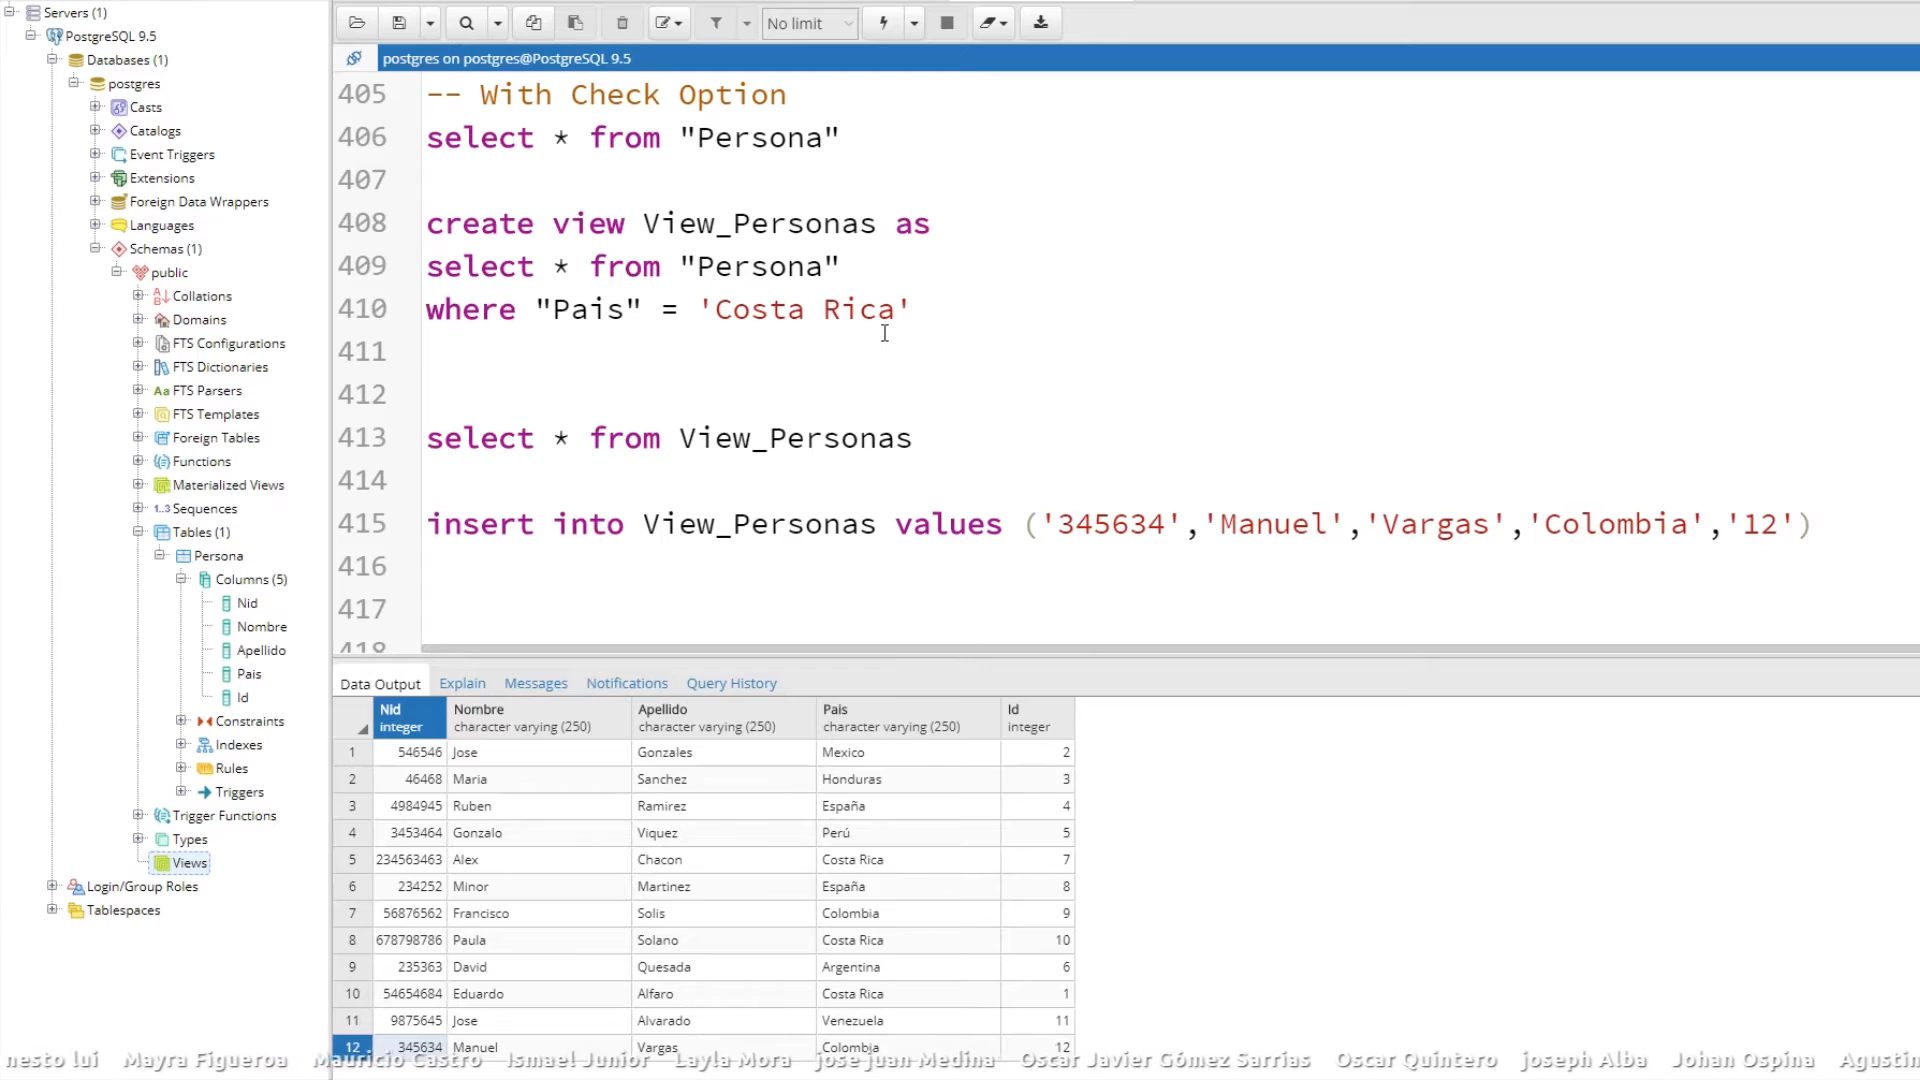 Servers (1)
PostgreSQL 9.5
Databases (1)
postgres
Casts
Catalogs
Event Triggers
Extensions
Foreign Data Wrappers
Languages
Schemas (1)
public
Collations
Domains
FTS Configurations
FTS Dictionaries
Aa FTS Parsers
FTS Templates
Foreign Tables
Functions
Materialized Views
1..3 Sequences
Tables (1)
Persona
Columns (5)
Nid
Nombre
Apellido
Pais
Id
Constraints
Indexes
Rules
Triggers
Trigger Functions
Types
Views
Login/Group Roles
Tablespaces
No limit
postgres on postgres@PostgreSQL 9.5
405 -- With Check Option
406 select * from "Persona"
407
408 create view View_Personas as
409 select * from "Persona"
410 where "Pais" = 'Costa Rica'
411
412
413 select * from View_Personas
414
415 insert into View_Personas values ('345634','Manuel','Vargas','Colombia','12')
416
417
418
Data Output Explain Messages Notifications Query History
Nid Nombre Apellido Pais Id
integer character varying (250) character varying (250) character varying (250) integer
1 546546 Jose Gonzales Mexico 2
2 46468 Maria Sanchez Honduras 3
3 4984945 Ruben Ramirez España 4
4 3453464 Gonzalo Viquez Perú 5
5 234563463 Alex Chacon Costa Rica 7
6 234252 Minor Martinez España 8
7 56876562 Francisco Solis Colombia 9
8 678798786 Paula Solano Costa Rica 10
9 235363 David Quesada Argentina 6
10 54654684 Eduardo Alfaro Costa Rica 1
11 9875645 Jose Alvarado Venezuela 11
12 345634 Manuel Vargas Colombia 12
nesto lui Mayra Figueroa Mauricio Castro Ismael Junior Layla Mora jose juan Medina Oscar Javier Gómez Sarrias Oscar Quintero joseph Alba Johan Ospina Agustin